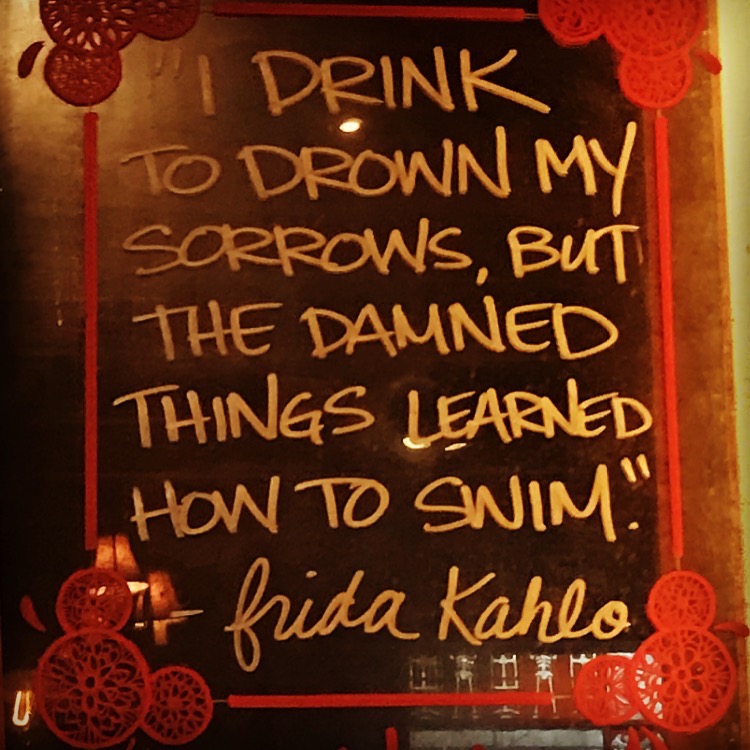 "I DRINK
TO DROWN MY
SORROWS, BUT
THE DAMNED
THINGS LEARNED
HOW TO SWIM."
frida Kahlo
U